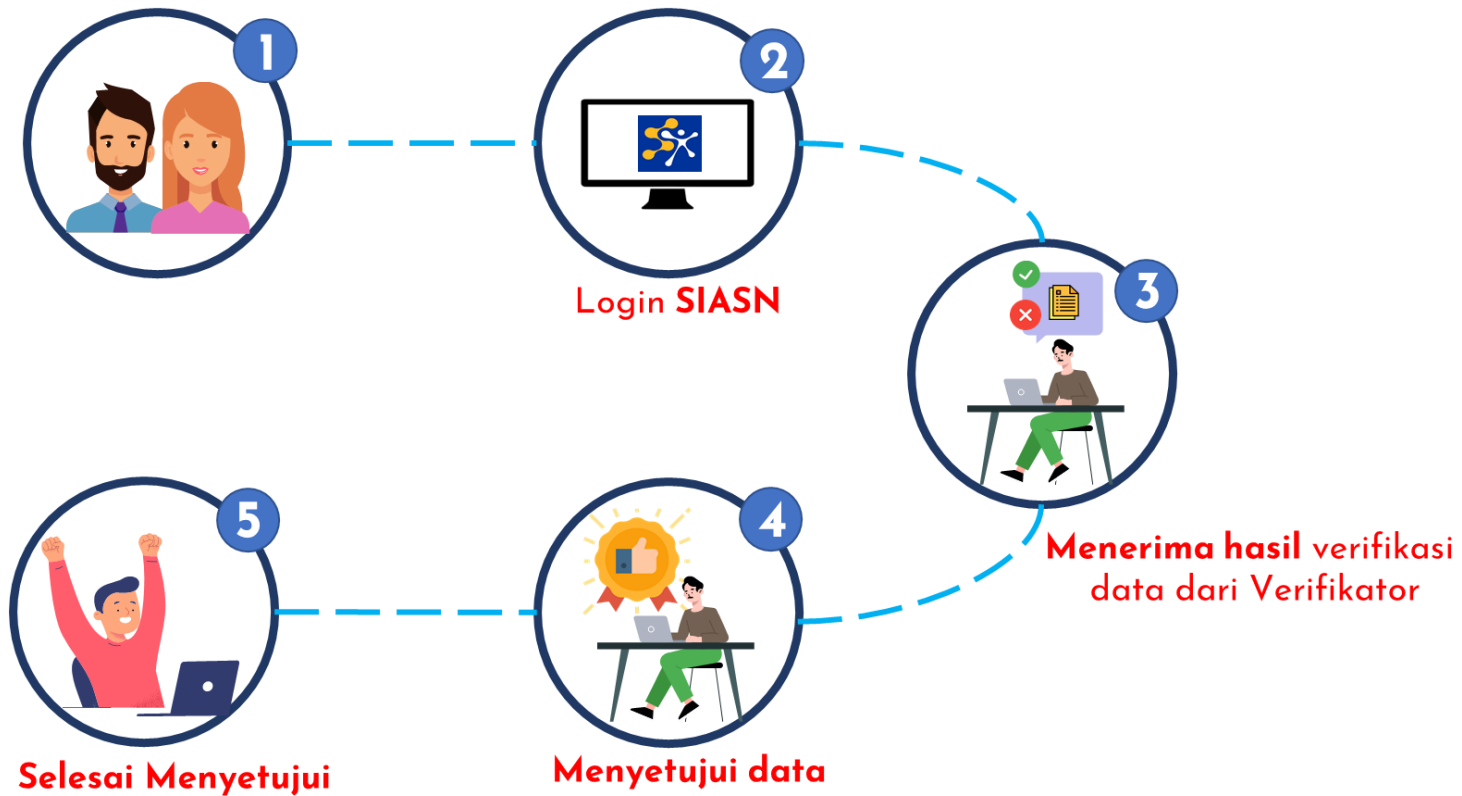 1
2
Login SIASN
3
Menerima hasil verifikasi
data dari Verifikator
4
Menyetujui data
5
Selesai Menyetujui